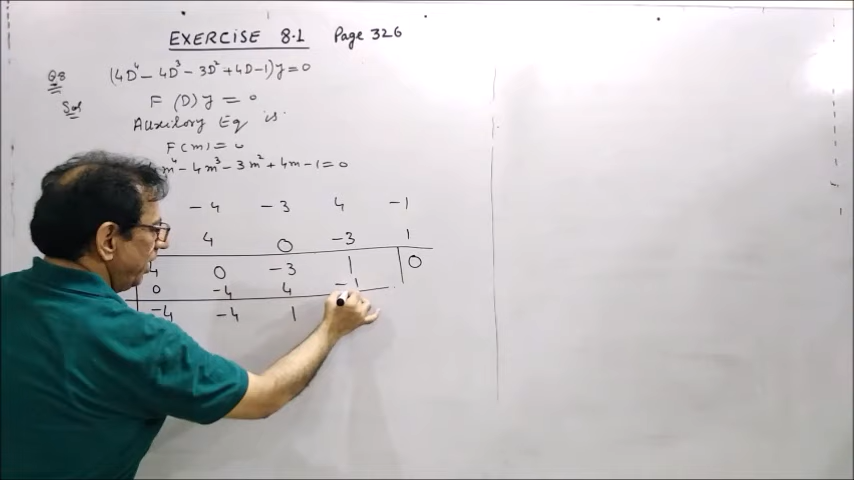 EXERCISE 8.1 Page 326
Q8 (4D⁴ - 4D³ - 3D² + 4D - 1)y = 0
Sol F(D)y = 0
Auxilory Eq is
F(m) = 0
m⁴ - 4m³ - 3m² + 4m - 1 = 0
-4 -3 4 -1
4 0 -3 1
4 0 -3 1 0
0 -4 4 -1
-4 -4 1